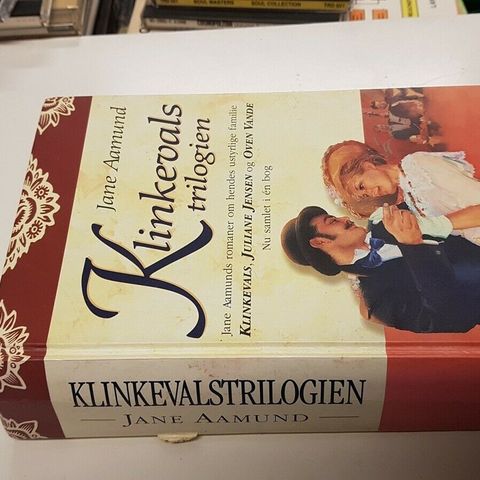 Jane Aamund
Klinkevals
trilogien
Jane Aamunds romaner om hendes ustyrlige familie
KLINKEVALS, JULIANE JENSEN og OVEN VANDE
Nu samlet i én bog
KLINKEVALSTRILOGIEN
JANE AAMUND
SOUL MASTERS
SOUL COLLECTION